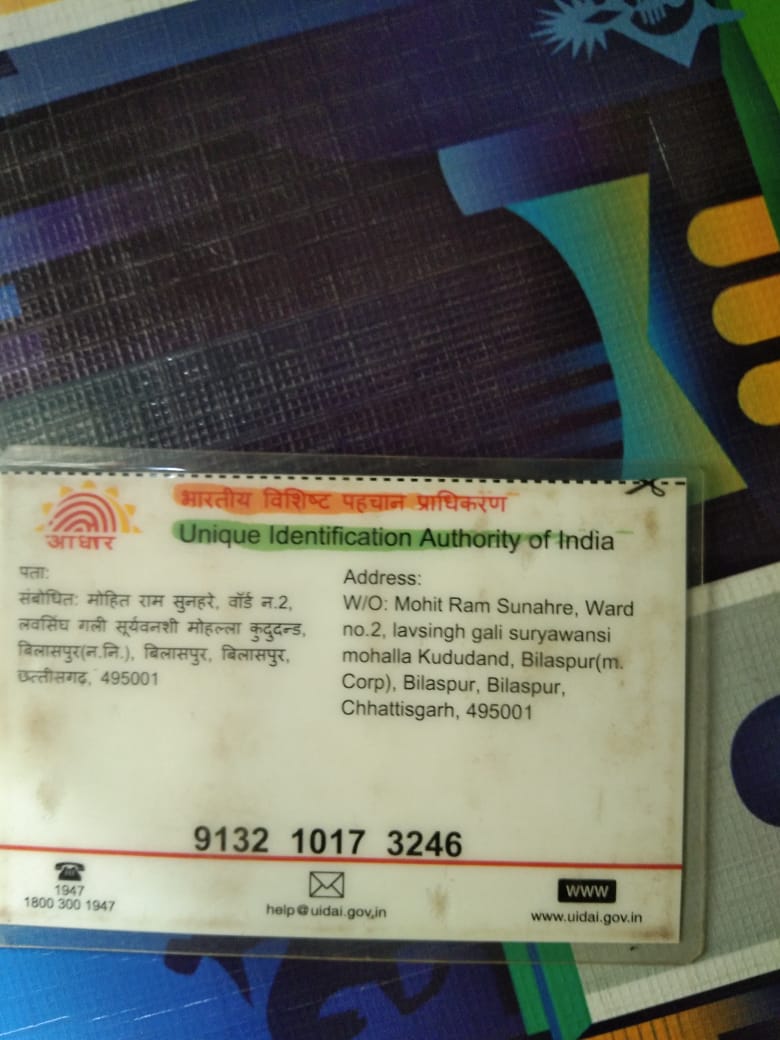 आधार
भारतीय विशिष्ट पहचान प्राधिकरण
Unique Identification Authority of India
पता:
संबोधित: मोहित राम सुनहरे, वॉर्ड न.2,
लवसिंघ गली सूर्यवनशी मोहल्ला कुदुदन्ड,
बिलासपुर(न.नि.), बिलासपुर, बिलासपुर,
छत्तीसगढ़, 495001
Address:
W/O: Mohit Ram Sunahre, Ward
no.2, lavsingh gali suryawansi
mohalla Kududand, Bilaspur(m.
Corp), Bilaspur, Bilaspur,
Chhattisgarh, 495001
9132 1017 3246
1947
1800 300 1947
help@uidai.gov.in
www
www.uidai.gov.in